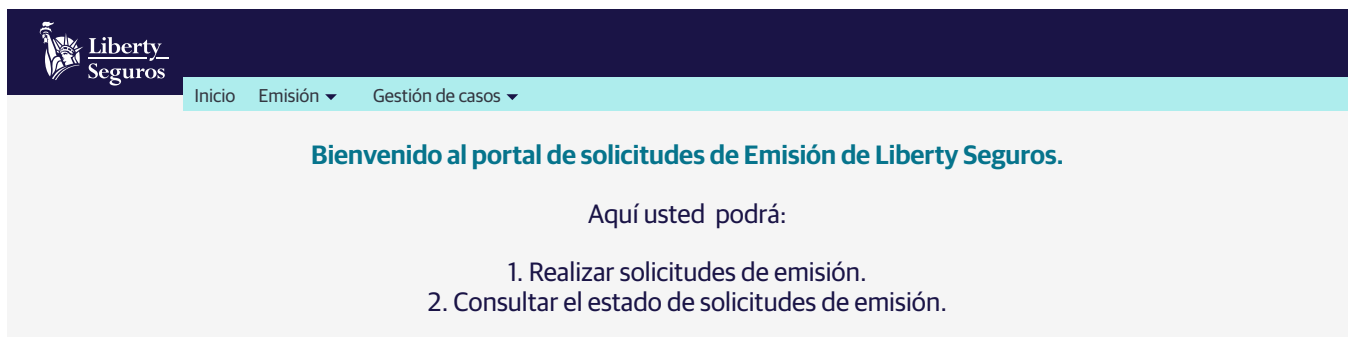 Liberty
Seguros
Inicio Emisión Gestión de casos
Bienvenido al portal de solicitudes de Emisión de Liberty Seguros.
Aquí usted podrá:
1. Realizar solicitudes de emisión.
2. Consultar el estado de solicitudes de emisión.